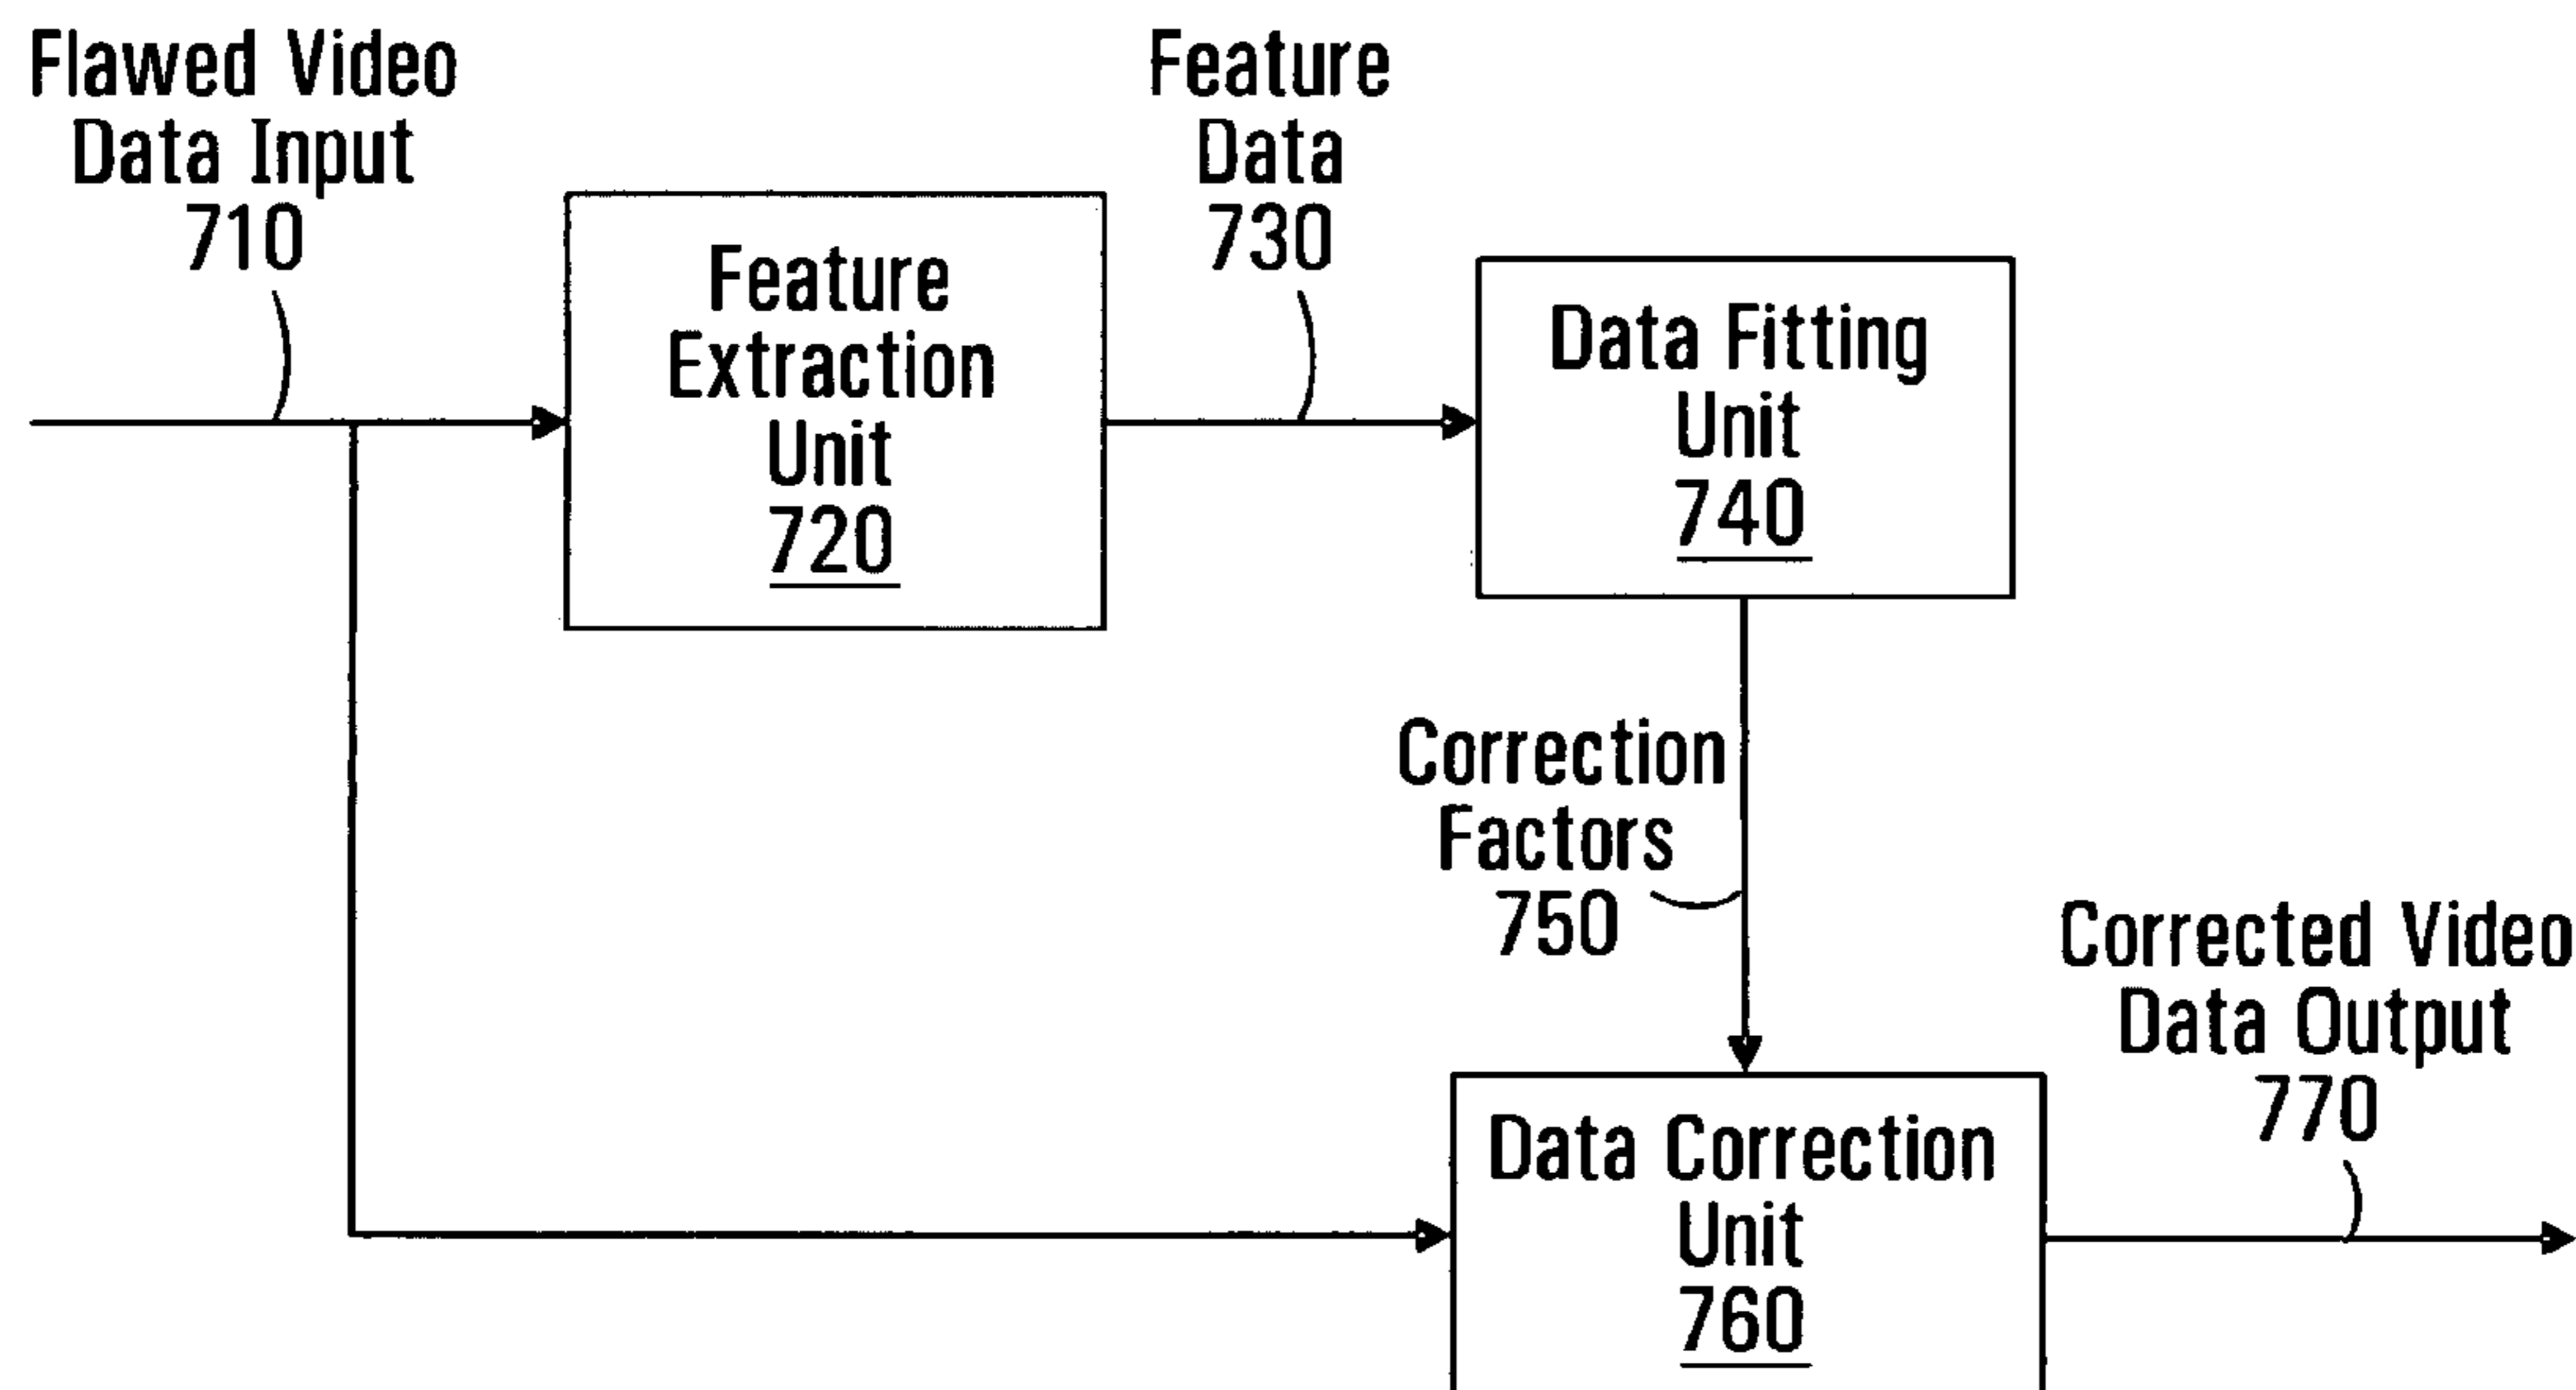 Flawed Video
Data Input
710
Feature
Extraction
Unit
720
Feature
Data
730
Data Fitting
Unit
740
Correction
Factors
750
Data Correction
Unit
760
Corrected Video
Data Output
770